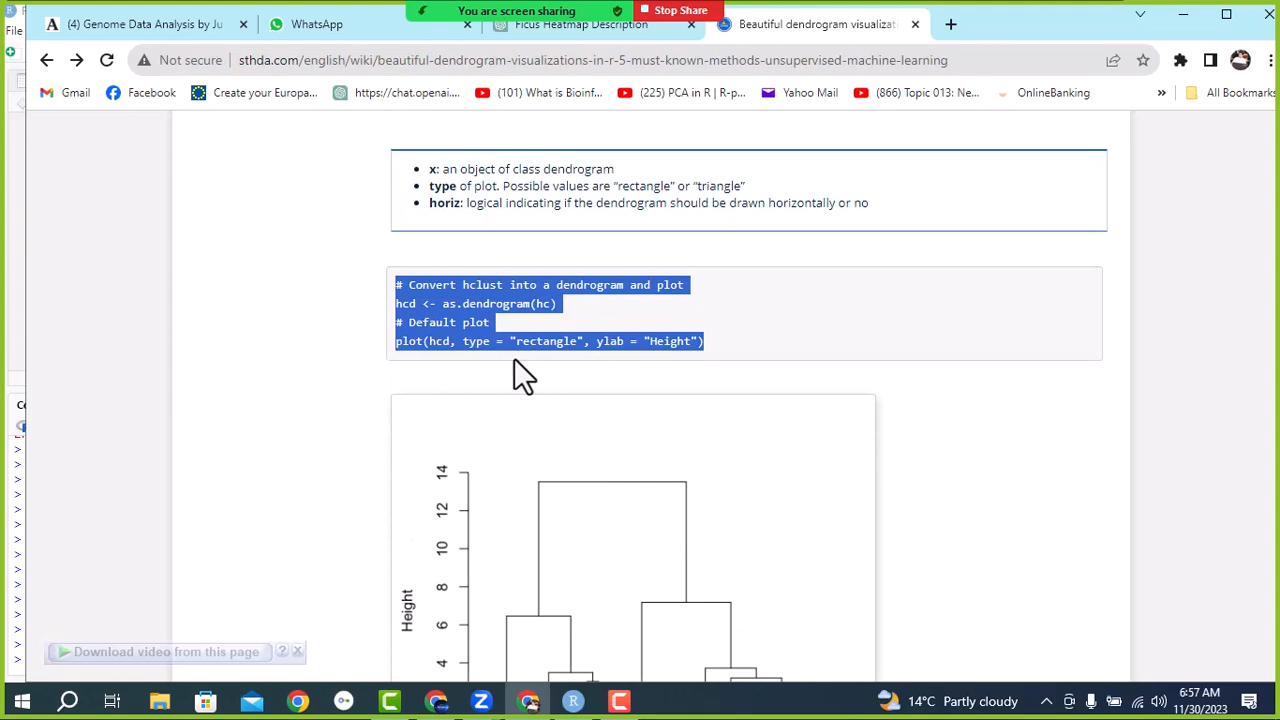 You are screen sharing
Stop Share
(4) Genome Data Analysis by Ju
WhatsApp
Ficus Heatmap Description
Beautiful dendrogram visualizat
File
Not secure
sthda.com/english/wiki/beautiful-dendrogram-visualizations-in-r-5-must-known-methods-unsupervised-machine-learning
Gmail
Facebook
Create your Europa...
https://chat.openai....
(101) What is Bioinf...
(225) PCA in R | R-p...
Yahoo Mail
(866) Topic 013: Ne...
OnlineBanking
»
All Bookmarks
x: an object of class dendrogram
type of plot. Possible values are “rectangle” or “triangle”
horiz: logical indicating if the dendrogram should be drawn horizontally or no
# Convert hclust into a dendrogram and plot
hcd <- as.dendrogram(hc)
# Default plot
plot(hcd, type = "rectangle", ylab = "Height")
14
12
10
8
6
4
Height
Download video from this page
14°C Partly cloudy
6:57 AM
11/30/2023